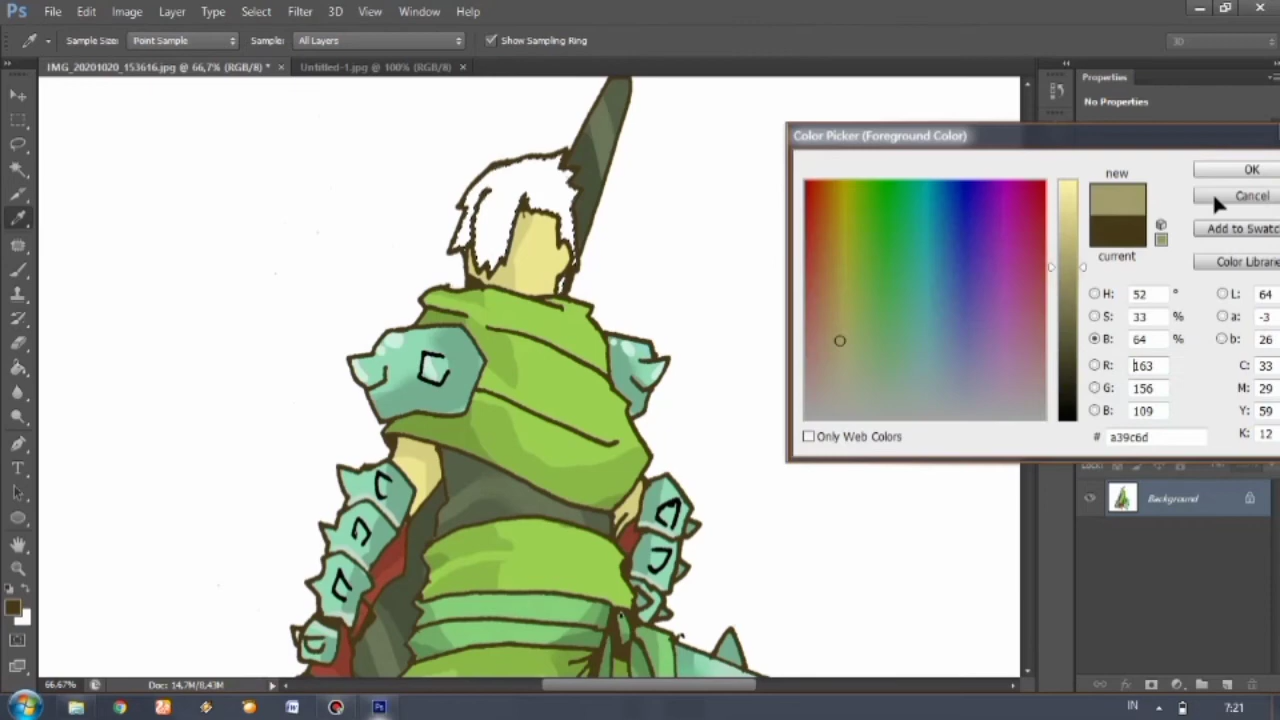 Ps File Edit Image Layer Type Select Filter 3D View Window Help
Sample Size: Point Sample Sample: All Layers Show Sampling Ring 3D
IMG_20201020_153616.jpg @ 66,7% (RGB/8) * × Untitled-1.jpg @ 100% (RGB/8) ×
Properties
No Properties
Color Picker (Foreground Color)
new
OK
Cancel
Add to Swatc
current
Color Librarie
H: 52 ° L: 64
S: 33 % a: -3
B: 64 % b: 26
R: 163 C: 33
G: 156 M: 29
B: 109 Y: 59
# a39c6d K: 12
Only Web Colors
Lock:
Background
66.67% Doc: 14,7M/8,43M
IN 7:21